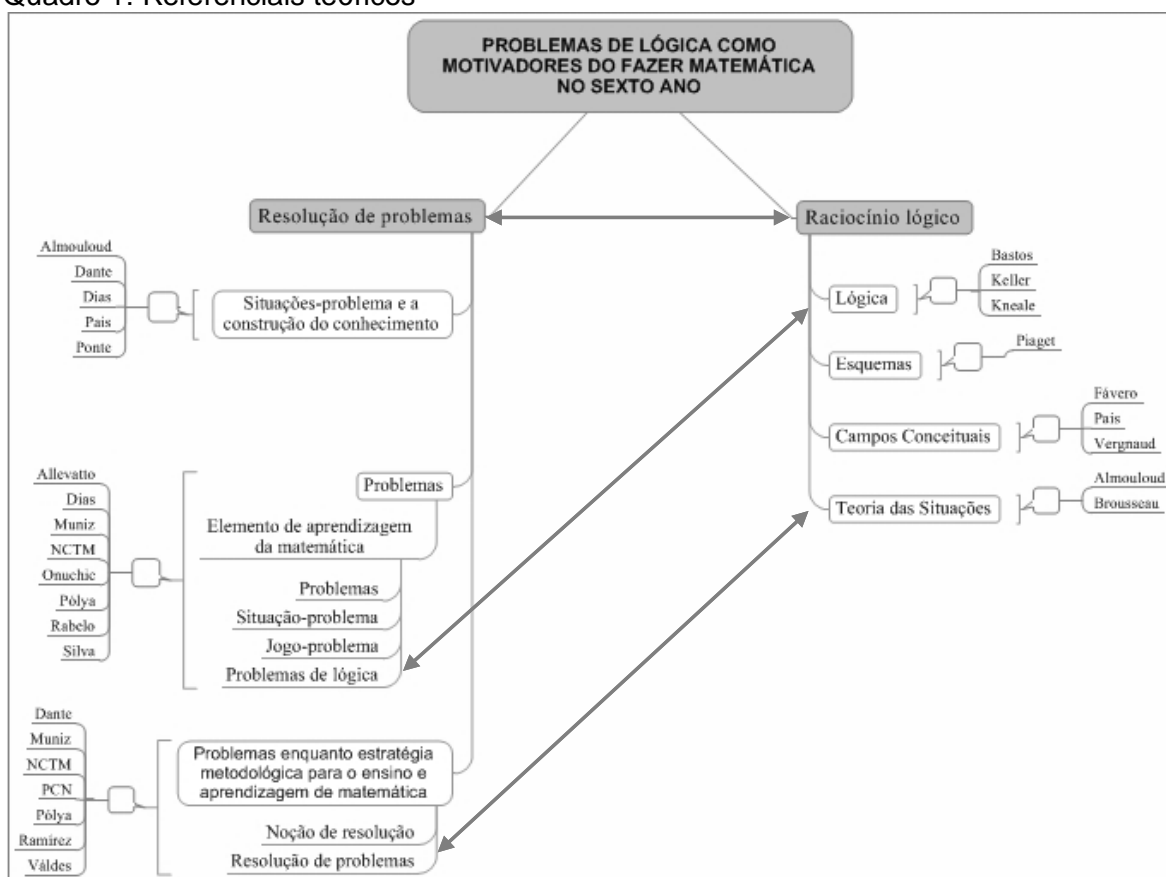 Quadro 1: Referenciais teóricos
PROBLEMAS DE LÓGICA COMO
MOTIVADORES DO FAZER MATEMÁTICA
NO SEXTO ANO
Resolução de problemas
Almouloud
Dante
Dias
Pais
Ponte
Situações-problema e a
construção do conhecimento
Allevatto
Dias
Muniz
NCTM
Onuchic
Pólya
Rabelo
Silva
Problemas
Elemento de aprendizagem
da matemática
Problemas
Situação-problema
Jogo-problema
Problemas de lógica
Dante
Muniz
NCTM
PCN
Pólya
Ramirez
Váldes
Problemas enquanto estratégia
metodológica para o ensino e
aprendizagem de matemática
Noção de resolução
Resolução de problemas
Raciocínio lógico
Lógica
Bastos
Keller
Kneale
Esquemas
Piaget
Campos Conceituais
Fávero
Pais
Vergnaud
Teoria das Situações
Almouloud
Brousseau